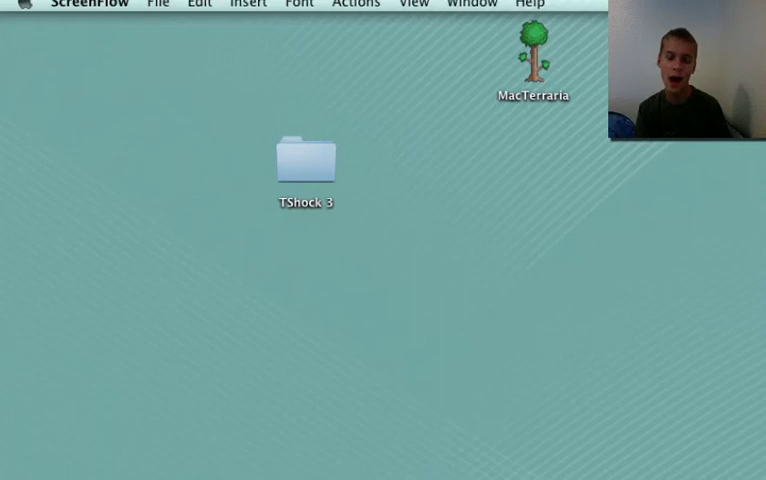 ScreenFlow File Edit Insert Font Actions View Window Help
MacTerraria
TShock 3